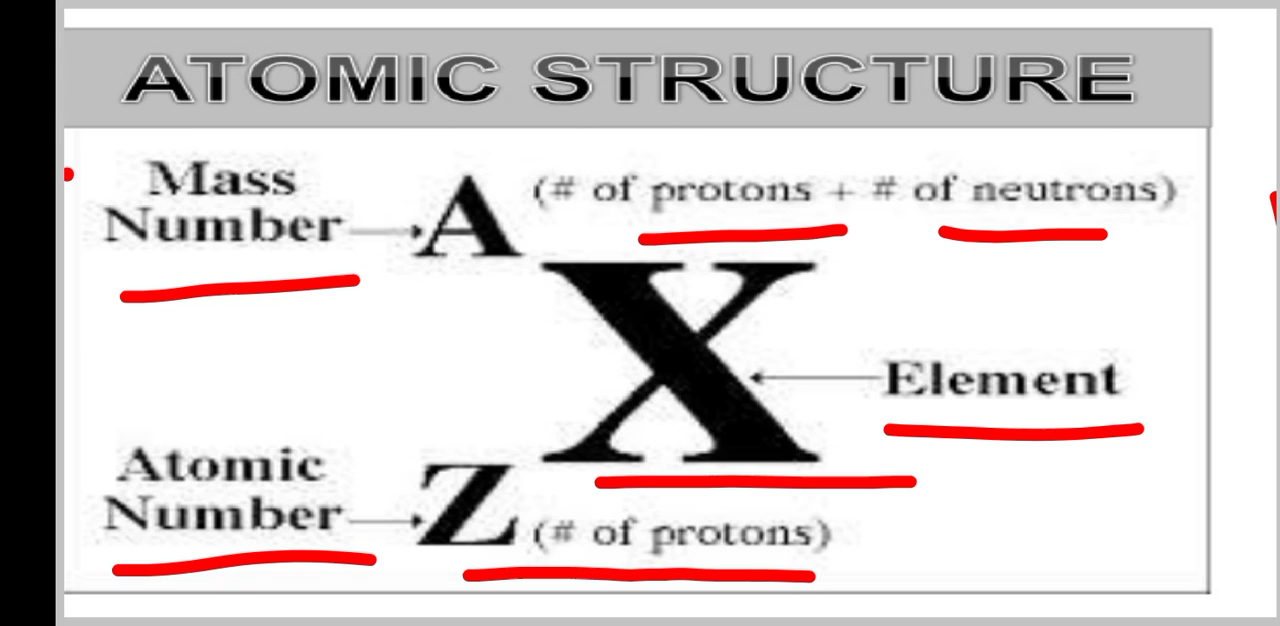 ATOMIC STRUCTURE
Mass
Number
A (# of protons + # of neutrons)
X
Element
Atomic
Number
Z (# of protons)